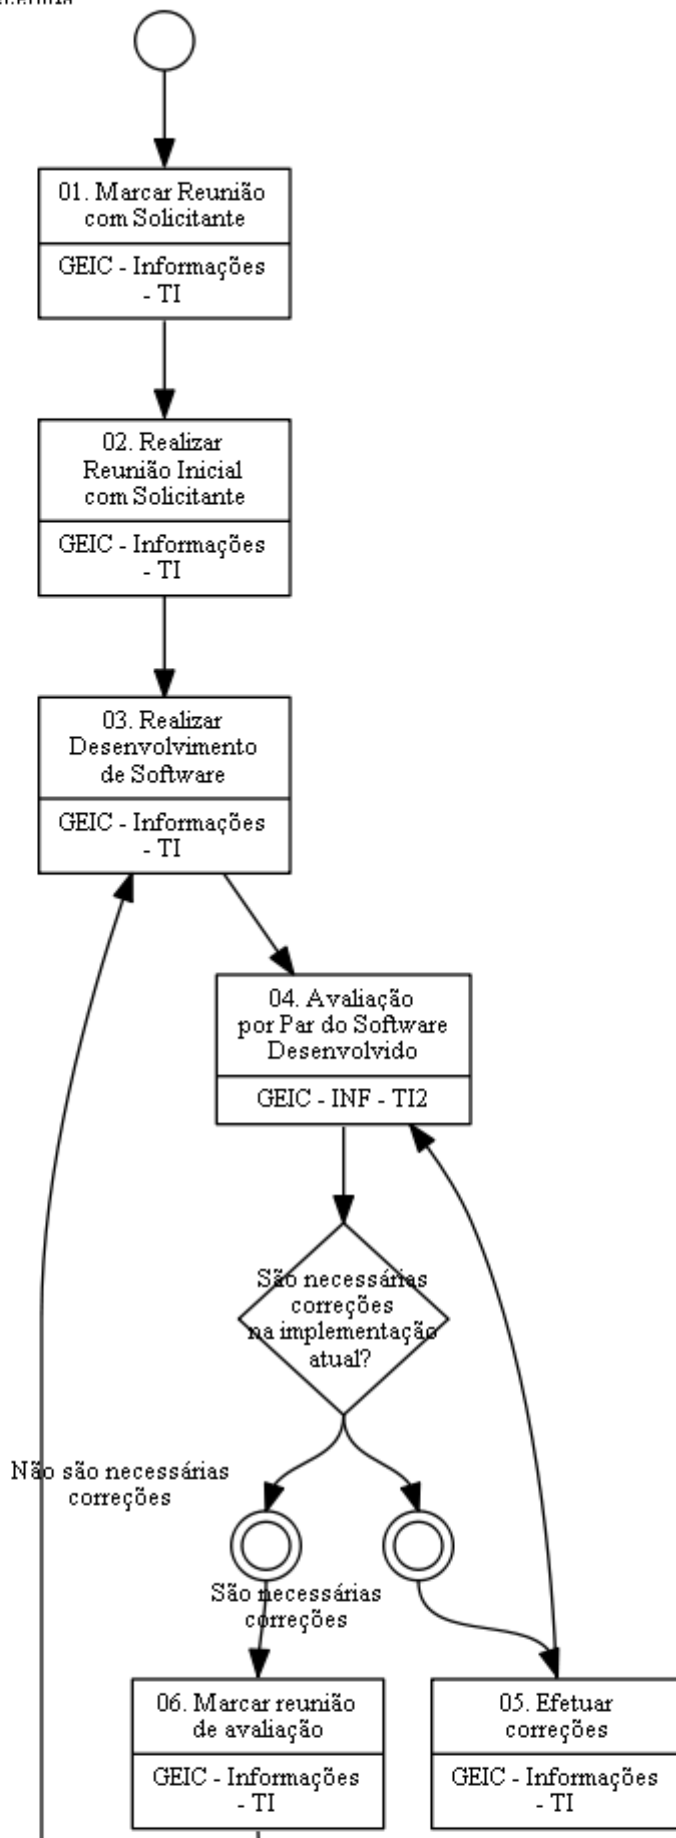 01. Marcar Reunião
com Solicitante
GEIC - Informações
- TI
02. Realizar
Reunião Inicial
com Solicitante
GEIC - Informações
- TI
03. Realizar
Desenvolvimento
de Software
GEIC - Informações
- TI
04. Avaliação
por Par do Software
Desenvolvido
GEIC - INF - TI2
São necessárias
correções
na implementação
atual?
Não são necessárias
correções
São necessárias
correções
06. Marcar reunião
de avaliação
GEIC - Informações
- TI
05. Efetuar
correções
GEIC - Informações
- TI